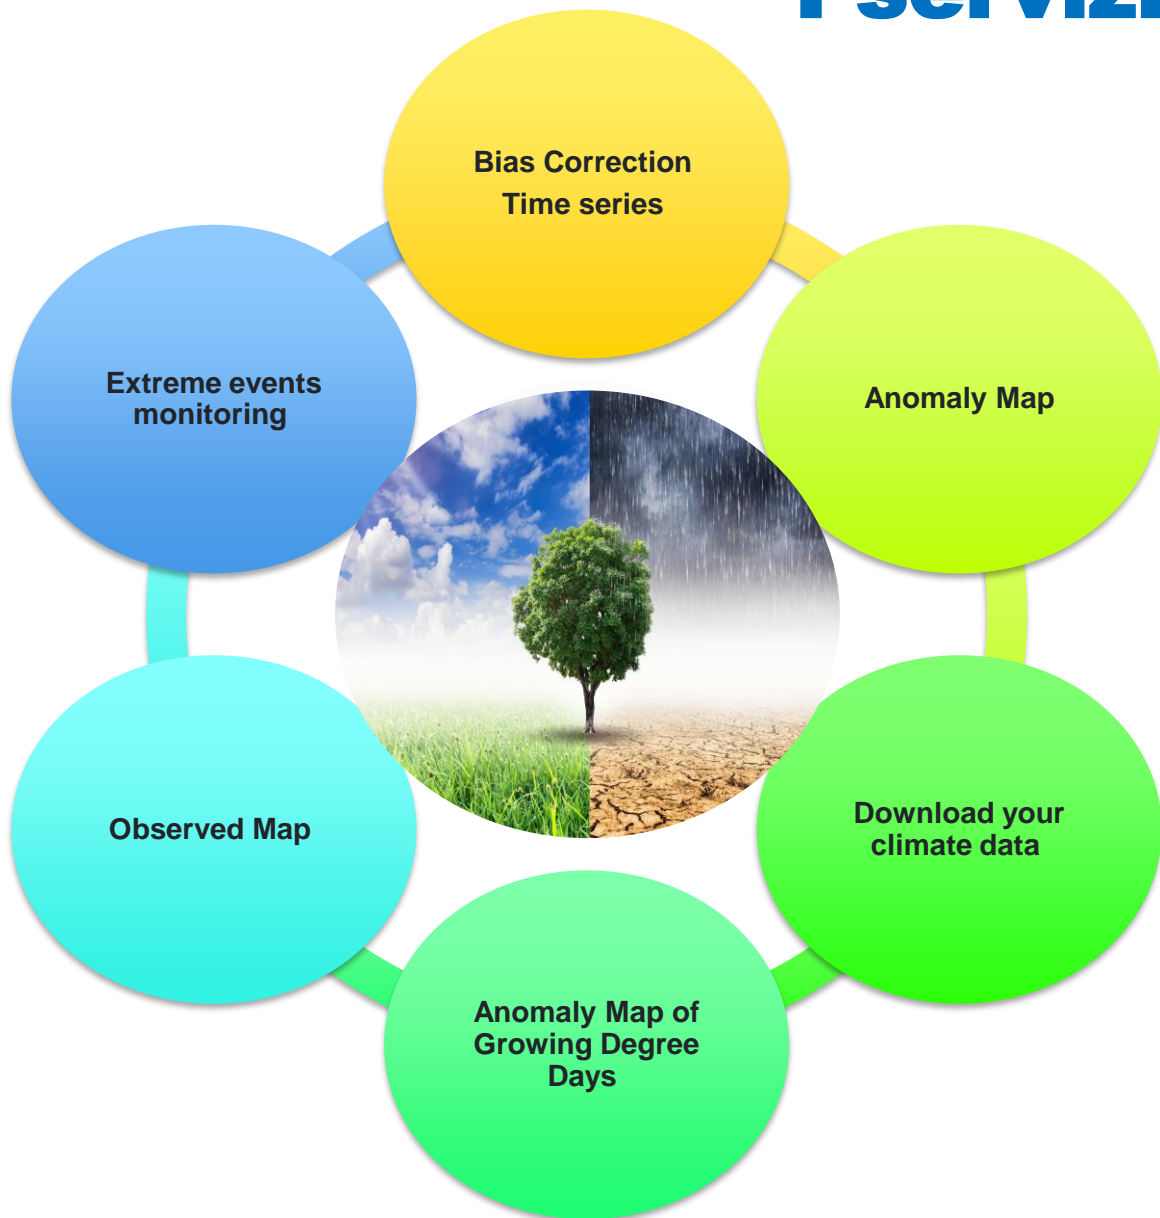 I servizi
Bias Correction
Time series
Extreme events
monitoring
Anomaly Map
Observed Map
Download your
climate data
Anomaly Map of
Growing Degree
Days